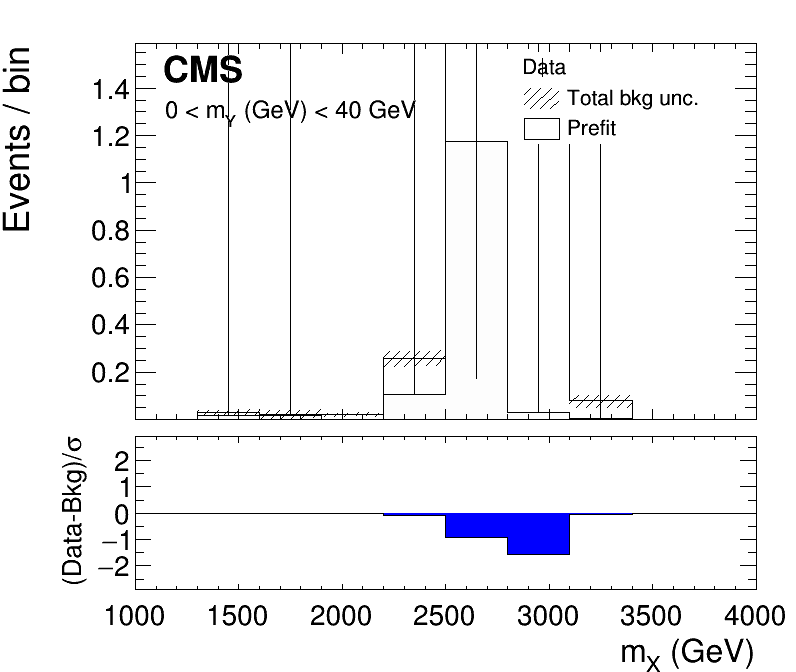 CMS
0 < mY (GeV) < 40 GeV
Data
Total bkg unc.
Prefit
Events / bin
1.4
1.2
1
0.8
0.6
0.4
0.2
(Data-Bkg)/σ
2
1
0
−1
−2
1000 1500 2000 2500 3000 3500 4000
mX (GeV)